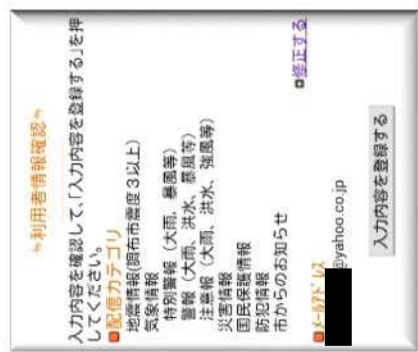 利用者情報確認
入力内容を確認して、「入力内容を登録する」を押
してください。
配信カテゴリ
地震情報(調布市震度3以上)
気象情報
特別警報(大雨、暴風等)
警報(大雨、洪水、暴風等)
注意報(大雨、洪水、強風等)
災害情報
国民保護情報
防犯情報
市からのお知らせ
修正する
メールアドレス
@yahoo.co.jp
入力内容を登録する